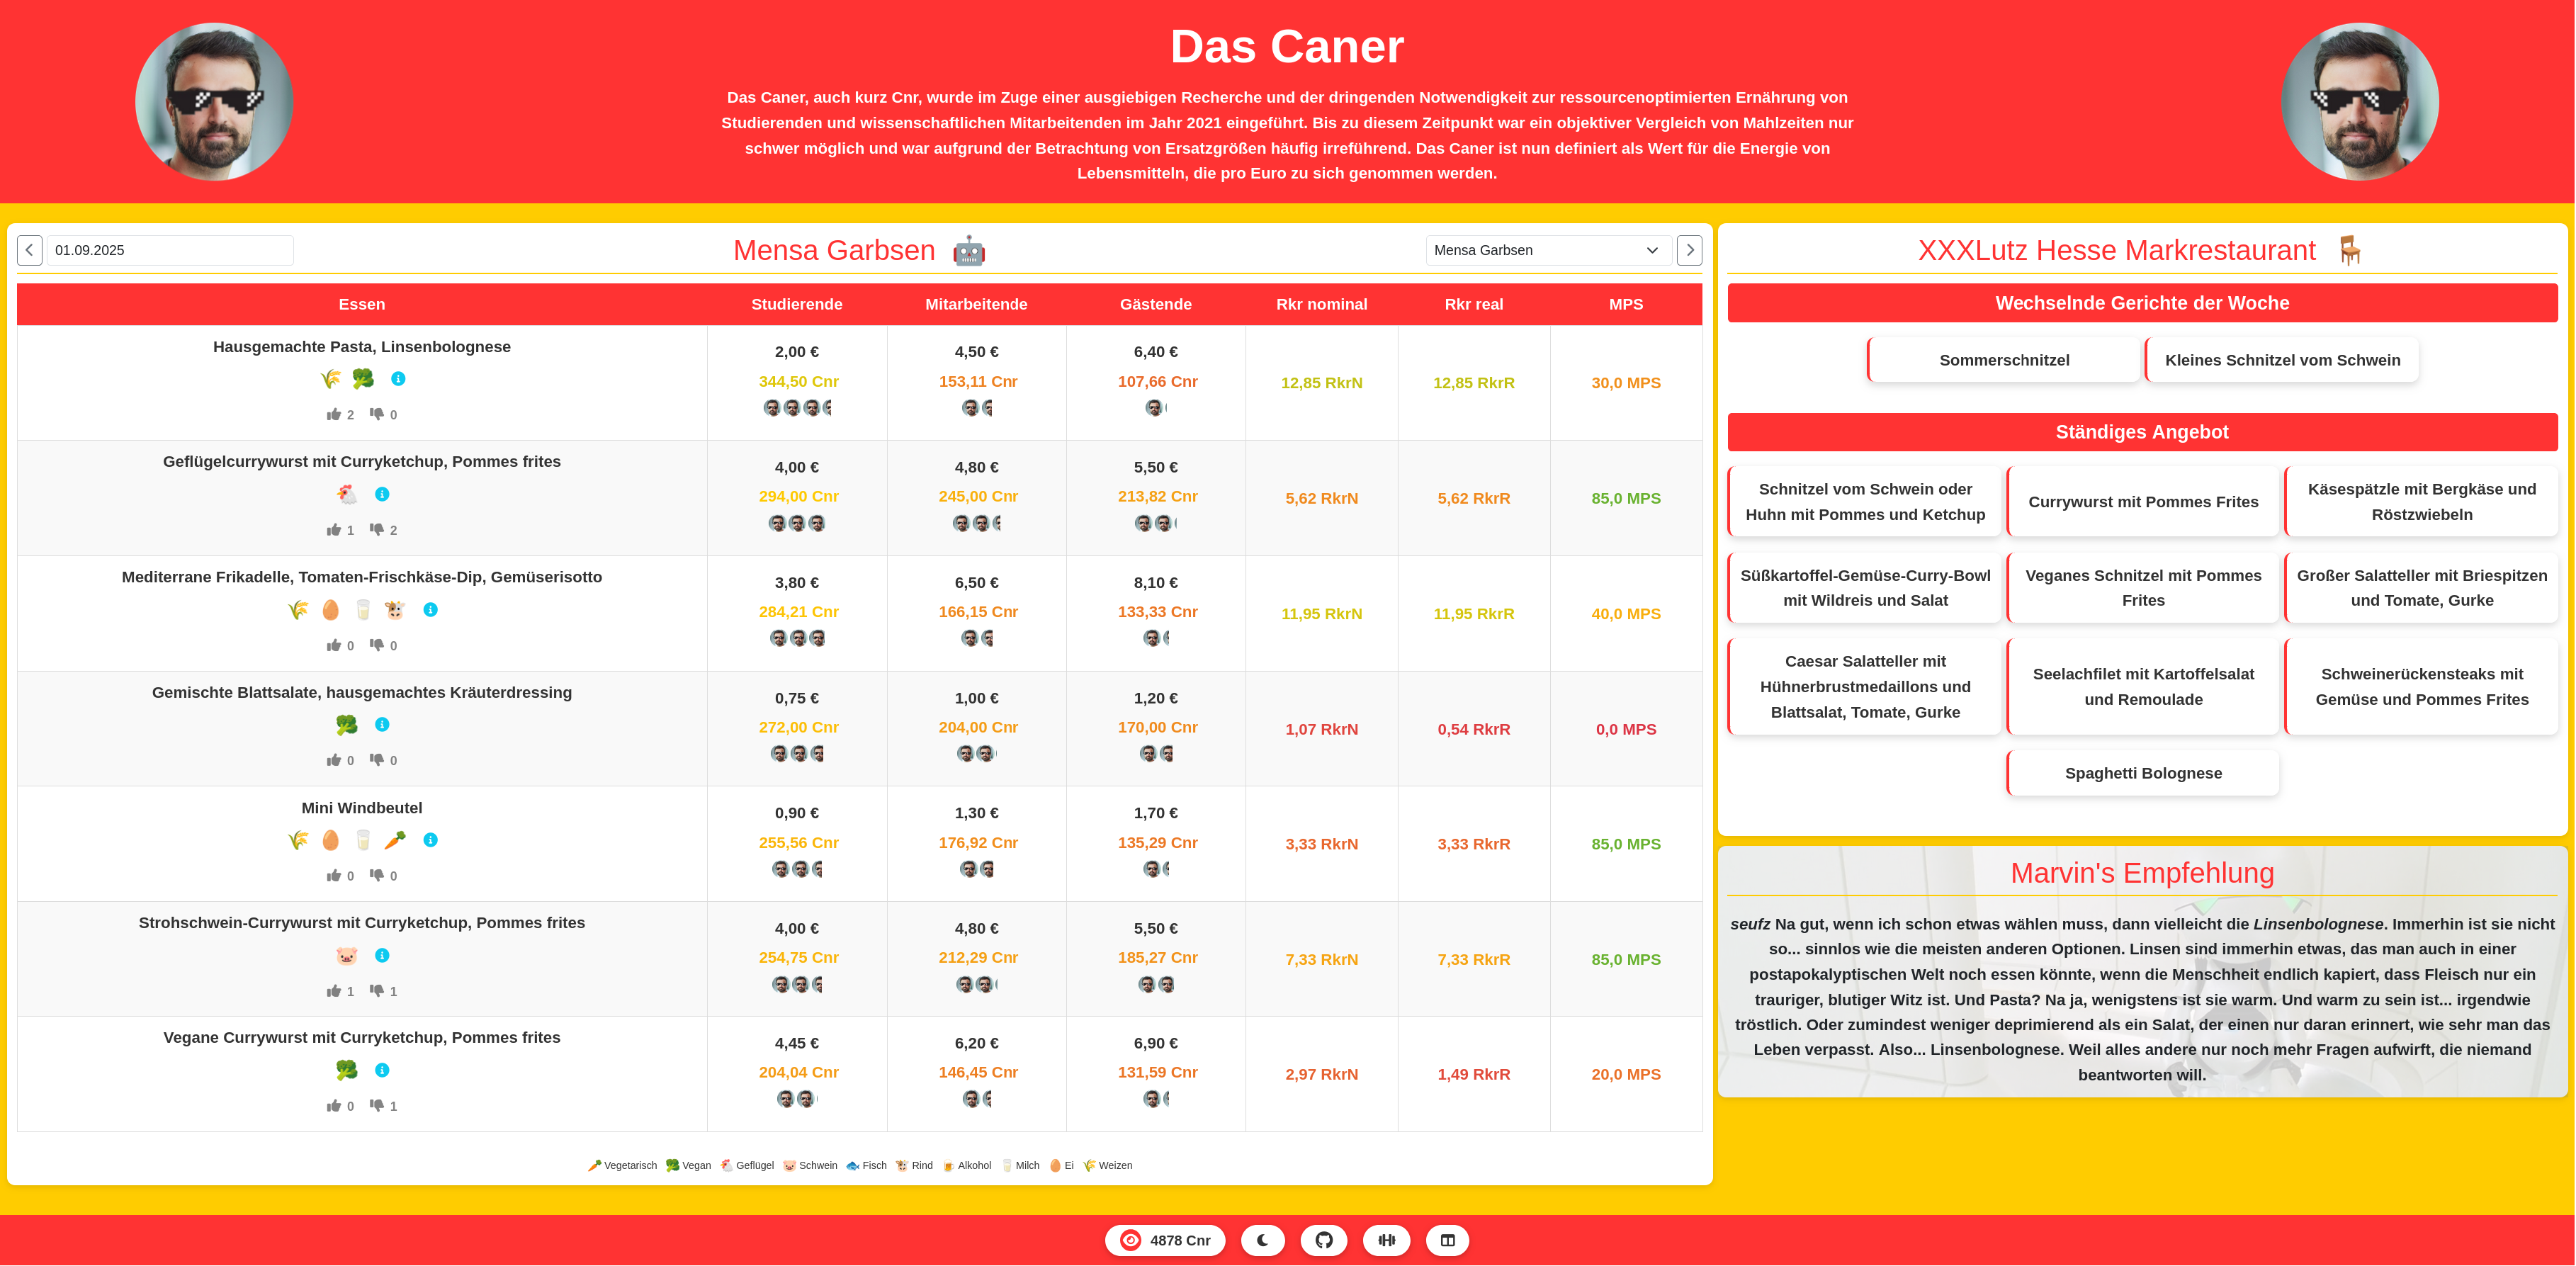 Das Caner
Das Caner, auch kurz Cnr, wurde im Zuge einer ausgiebigen Recherche und der dringenden Notwendigkeit zur ressourcenoptimierten Ernährung von
Studierenden und wissenschaftlichen Mitarbeitenden im Jahr 2021 eingeführt. Bis zu diesem Zeitpunkt war ein objektiver Vergleich von Mahlzeiten nur
schwer möglich und war aufgrund der Betrachtung von Ersatzgrößen häufig irreführend. Das Caner ist nun definiert als Wert für die Energie von
Lebensmitteln, die pro Euro zu sich genommen werden.
01.09.2025
Mensa Garbsen
Mensa Garbsen
Essen Studierende Mitarbeitende Gästende Rkr nominal Rkr real MPS
Hausgemachte Pasta, Linsenbolognese
2,00 € 4,50 € 6,40 €
344,50 Cnr 153,11 Cnr 107,66 Cnr
12,85 RkrN 12,85 RkrR 30,0 MPS
2 0
Geflügelcurrywurst mit Curryketchup, Pommes frites
4,00 € 4,80 € 5,50 €
294,00 Cnr 245,00 Cnr 213,82 Cnr
5,62 RkrN 5,62 RkrR 85,0 MPS
1 2
Mediterrane Frikadelle, Tomaten-Frischkäse-Dip, Gemüserisotto
3,80 € 6,50 € 8,10 €
284,21 Cnr 166,15 Cnr 133,33 Cnr
11,95 RkrN 11,95 RkrR 40,0 MPS
0 0
Gemischte Blattsalate, hausgemachtes Kräuterdressing
0,75 € 1,00 € 1,20 €
272,00 Cnr 204,00 Cnr 170,00 Cnr
1,07 RkrN 0,54 RkrR 0,0 MPS
0 0
Mini Windbeutel
0,90 € 1,30 € 1,70 €
255,56 Cnr 176,92 Cnr 135,29 Cnr
3,33 RkrN 3,33 RkrR 85,0 MPS
0 0
Strohschwein-Currywurst mit Curryketchup, Pommes frites
4,00 € 4,80 € 5,50 €
254,75 Cnr 212,29 Cnr 185,27 Cnr
7,33 RkrN 7,33 RkrR 85,0 MPS
1 1
Vegane Currywurst mit Curryketchup, Pommes frites
4,45 € 6,20 € 6,90 €
204,04 Cnr 146,45 Cnr 131,59 Cnr
2,97 RkrN 1,49 RkrR 20,0 MPS
0 1
Vegetarisch Vegan Geflügel Schwein Fisch Rind Alkohol Milch Ei Weizen
XXXLutz Hesse Markrestaurant
Wechselnde Gerichte der Woche
Sommerschnitzel
Kleines Schnitzel vom Schwein
Ständiges Angebot
Schnitzel vom Schwein oder
Huhn mit Pommes und Ketchup
Currywurst mit Pommes Frites
Käsespätzle mit Bergkäse und
Röstzwiebeln
Süßkartoffel-Gemüse-Curry-Bowl
mit Wildreis und Salat
Veganes Schnitzel mit Pommes
Frites
Großer Salatteller mit Briespitzen
und Tomate, Gurke
Caesar Salatteller mit
Hühnerbrustmedaillons und
Blattsalat, Tomate, Gurke
Seelachfilet mit Kartoffelsalat
und Remoulade
Schweinerückensteaks mit
Gemüse und Pommes Frites
Spaghetti Bolognese
Marvin's Empfehlung
seufz Na gut, wenn ich schon etwas wählen muss, dann vielleicht die Linsenbolognese. Immerhin ist sie nicht
so... sinnlos wie die meisten anderen Optionen. Linsen sind immerhin etwas, das man auch in einer
postapokalyptischen Welt noch essen könnte, wenn die Menschheit endlich kapiert, dass Fleisch nur ein
trauriger, blutiger Witz ist. Und Pasta? Na ja, wenigstens ist sie warm. Und warm zu sein ist... irgendwie
tröstlich. Oder zumindest weniger deprimierend als ein Salat, der einen nur daran erinnert, wie sehr man das
Leben verpasst. Also... Linsenbolognese. Weil alles andere nur noch mehr Fragen aufwirft, die niemand
beantworten will.
4878 Cnr